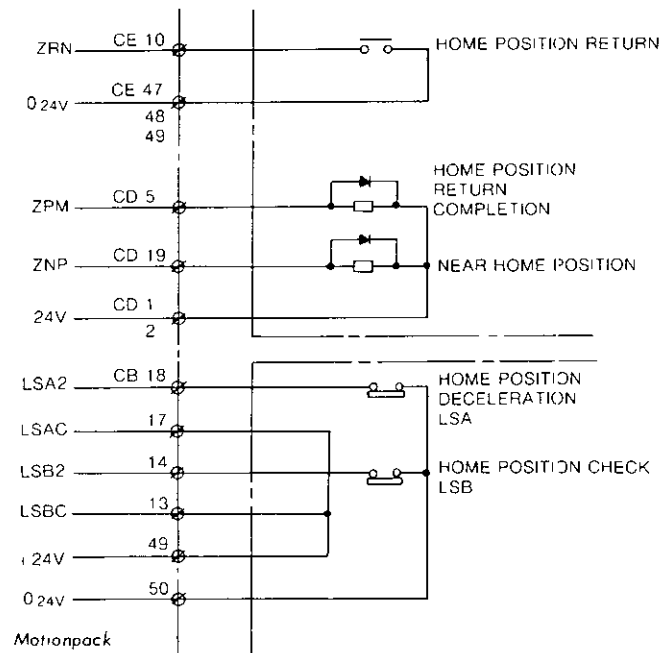 ZRN CE 10 HOME POSITION RETURN
0 24V CE 47
48
49
HOME POSITION
RETURN
COMPLETION
ZPM CD 5
ZNP CD 19 NEAR HOME POSITION
24V CD 1
2
LSA2 CB 18 HOME POSITION
DECELERATION
LSA
LSAC 17
LSB2 14 HOME POSITION CHECK
LSB
LSBC 13
+24V 49
0 24V 50
Motionpack